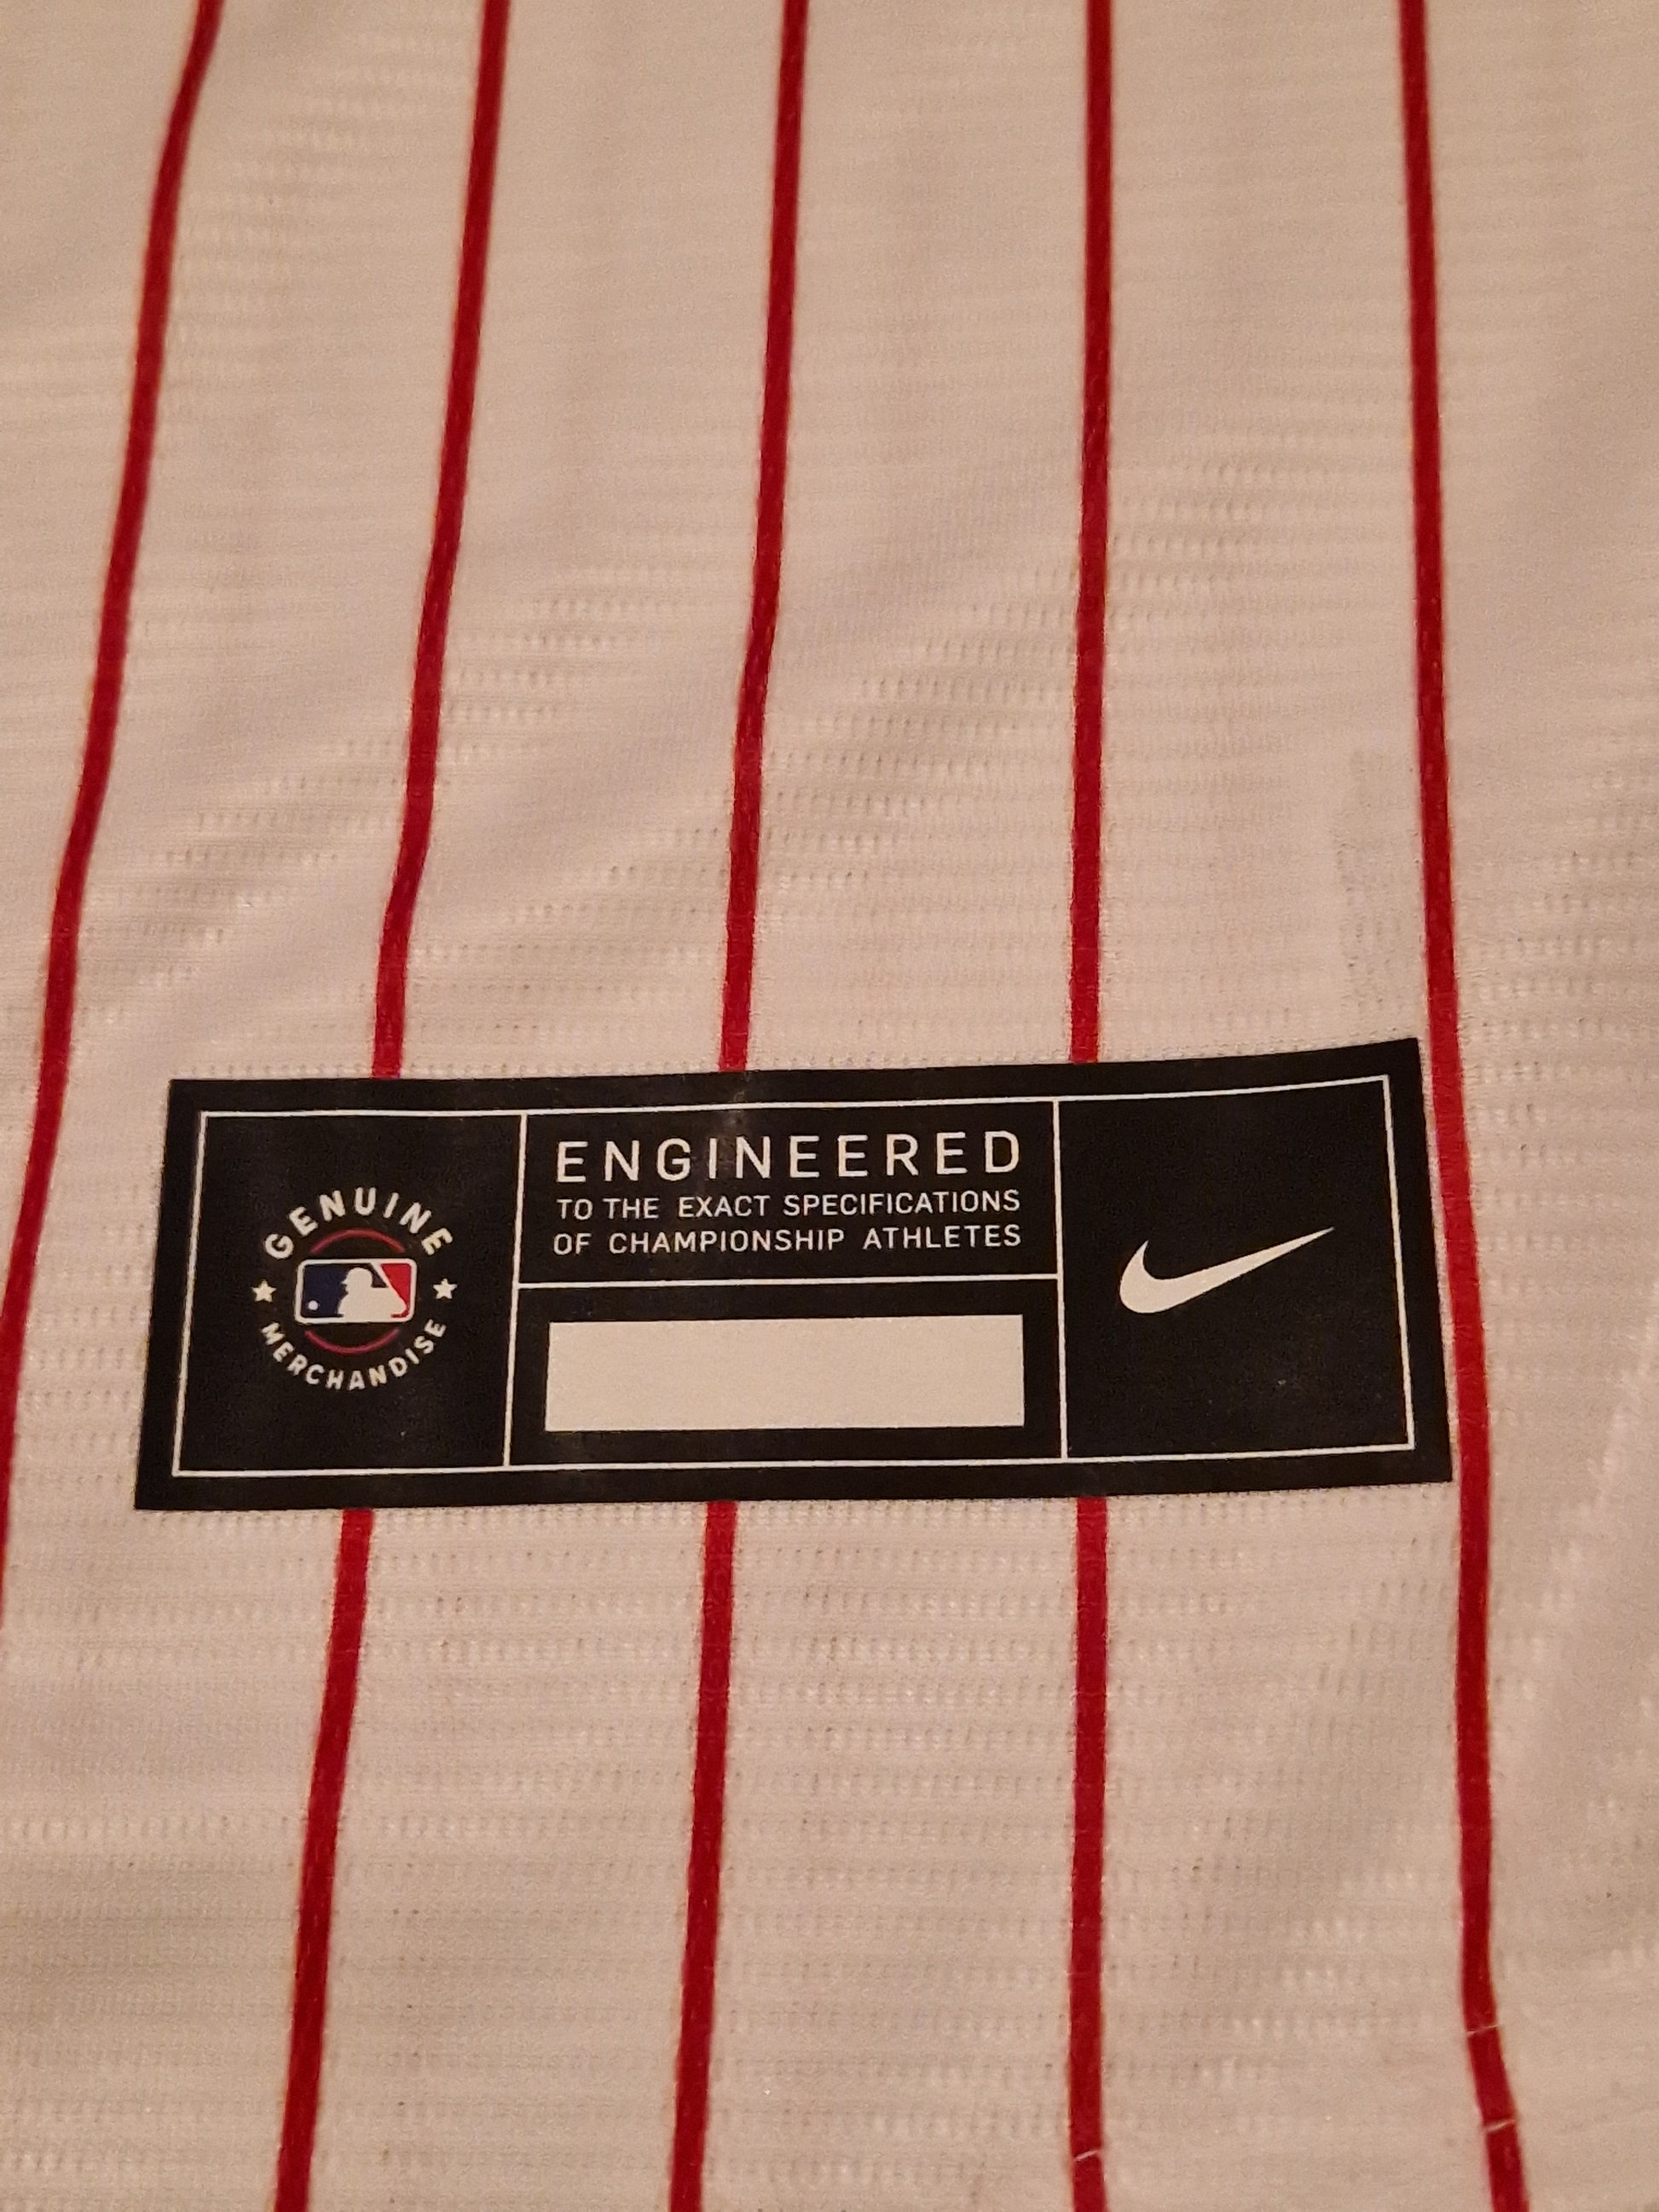 GENUINE
MERCHANDISE
ENGINEERED
TO THE EXACT SPECIFICATIONS
OF CHAMPIONSHIP ATHLETES